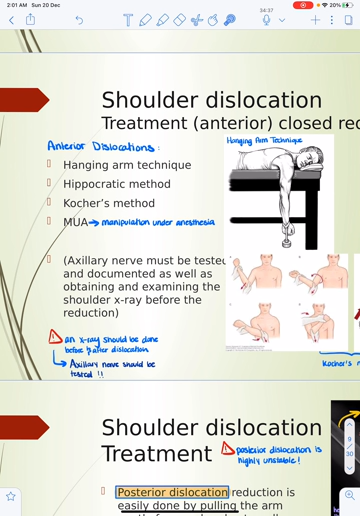 2:01 AM Sun 20 Dec
20%
34:37
Shoulder dislocation
Treatment (anterior) closed rec
Anterior Dislocations:
Hanging Arm Technique
Hanging arm technique
Hippocratic method
Kocher's method
MUA → manipulation under anesthesia
(Axillary nerve must be tested
and documented as well as
obtaining and examining the
shoulder x-ray before the
reduction)
an x-ray should be done
before & after dislocation
Axillary nerve should be
tested !!
Kocher's m
Shoulder dislocation
Treatment
posterior dislocation is
highly unstable!
Posterior dislocation reduction is
easily done by pulling the arm
9
30